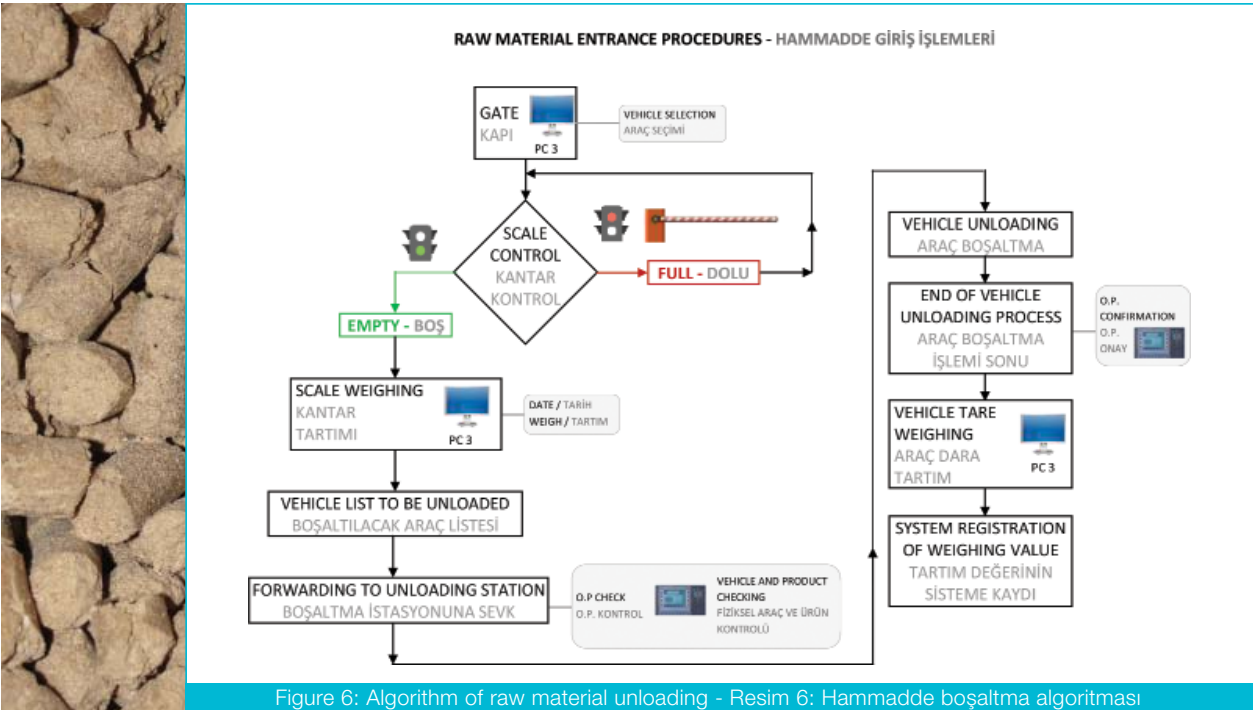 RAW MATERIAL ENTRANCE PROCEDURES - HAMMADDE GİRİŞ İŞLEMLERİ
GATE
KAPI
PC 3
VEHICLE SELECTION
ARAÇ SEÇİMİ
SCALE
CONTROL
KANTAR
KONTROL
FULL - DOLU
EMPTY - BOŞ
SCALE WEIGHING
KANTAR
TARTIMI
PC 3
DATE / TARİH
WEIGH / TARTIM
VEHICLE LIST TO BE UNLOADED
BOŞALTILACAK ARAÇ LİSTESİ
FORWARDING TO UNLOADING STATION
BOŞALTMA İSTASYONUNA SEVK
O.P CHECK
O.P. KONTROL
VEHICLE AND PRODUCT
CHECKING
FİZİKSEL ARAÇ VE ÜRÜN
KONTROLÜ
VEHICLE UNLOADING
ARAÇ BOŞALTMA
END OF VEHICLE
UNLOADING PROCESS
ARAÇ BOŞALTMA
İŞLEMİ SONU
O.P.
CONFIRMATION
O.P.
ONAY
VEHICLE TARE
WEIGHING
ARAÇ DARA
TARTIM
PC 3
SYSTEM REGISTRATION
OF WEIGHING VALUE
TARTIM DEĞERİNİN
SİSTEME KAYDI
Figure 6: Algorithm of raw material unloading - Resim 6: Hammadde boşaltma algoritması